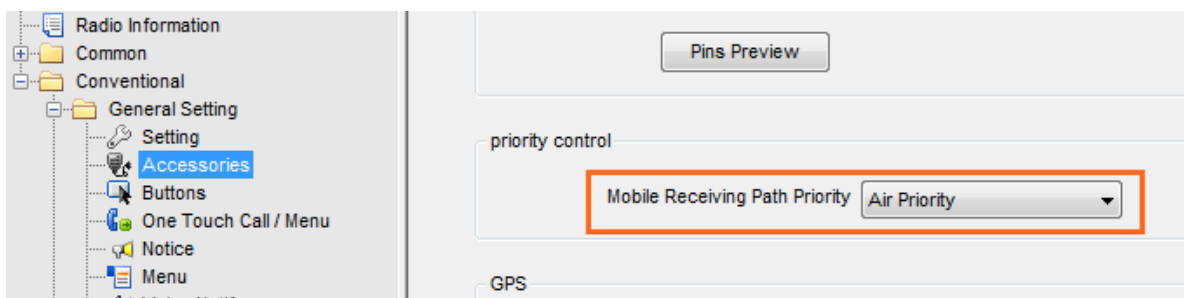 Radio Information
Common
Conventional
General Setting
Setting
Accessories
Buttons
One Touch Call / Menu
Notice
Menu
Pins Preview
priority control
Mobile Receiving Path Priority Air Priority
GPS